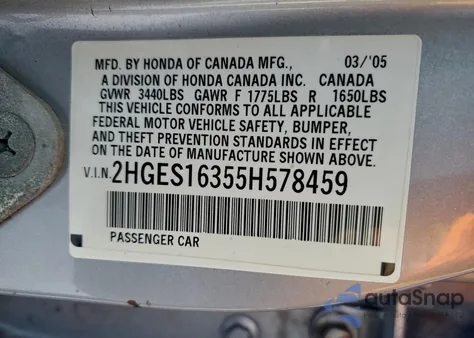 MFD. BY HONDA OF CANADA MFG., 03/'05
A DIVISION OF HONDA CANADA INC. CANADA
GVWR 3440LBS GAWR F 1775LBS R 1650LBS
THIS VEHICLE CONFORMS TO ALL APPLICABLE
FEDERAL MOTOR VEHICLE SAFETY, BUMPER,
AND THEFT PREVENTION STANDARDS IN EFFECT
ON THE DATE OF MANUFACTURE SHOWN ABOVE.
V.I.N. 2HGES16355H578459
PASSENGER CAR
autoSnap